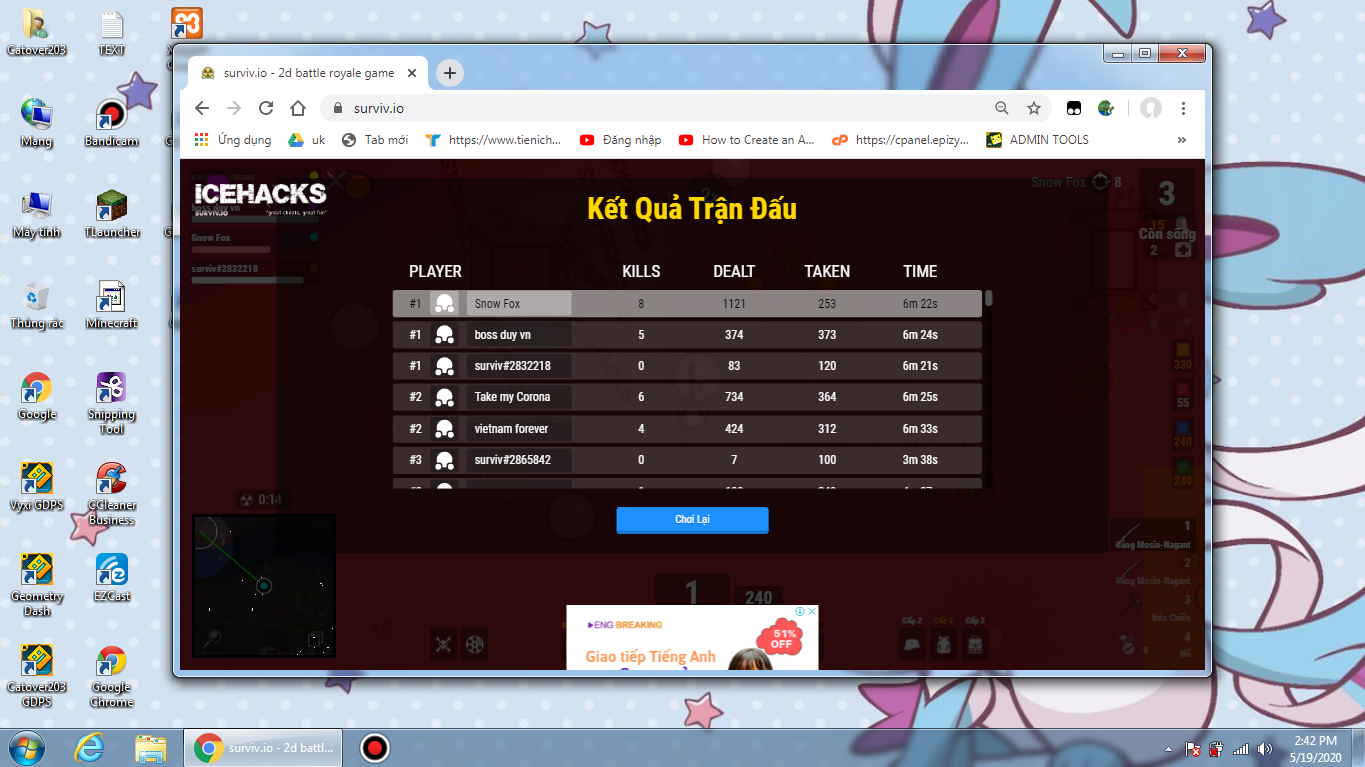 Catover203
TEXT
Mạng
Bandicam
Máy tính
TLauncher
Thùng rác
Minecraft
Google
Snipping
Tool
Vyxi GDPS
CCleaner
Business
Geometry
Dash
EZCast
Catover203
GDPS
Google
Chrome
surviv.io - 2d battle royale game
surviv.io
Ứng dụng
uk
Tab mới
https://www.tienich...
Đăng nhập
How to Create an A...
https://cpanel.epizy...
ADMIN TOOLS
»
ICEHACKS
SURVIV.IO
"great cheats, great fun"
boss duy vn
Snow Fox
surviv#2832218
Kết Quả Trận Đấu
Snow Fox 8
3
Còn sống
15
2
0
0
330
55
240
240
PLAYER KILLS DEALT TAKEN TIME
#1 Snow Fox 8 1121 253 6m 22s
#1 boss duy vn 5 374 373 6m 24s
#1 surviv#2832218 0 83 120 6m 21s
#2 Take my Corona 6 734 364 6m 25s
#2 vietnam forever 4 424 312 6m 33s
#3 surviv#2865842 0 7 100 3m 38s
Chơi Lại
0:14
1
240
1
Súng Mosin-Nagant
2
Súng Mosin-Nagant
3
Búa Chiến
4
Mổ
9
Cấp 2
Cấp 3
Cấp 2
ENG BREAKING
51%
OFF
Giao tiếp Tiếng Anh
surviv.io - 2d battl...
2:42 PM
5/19/2020